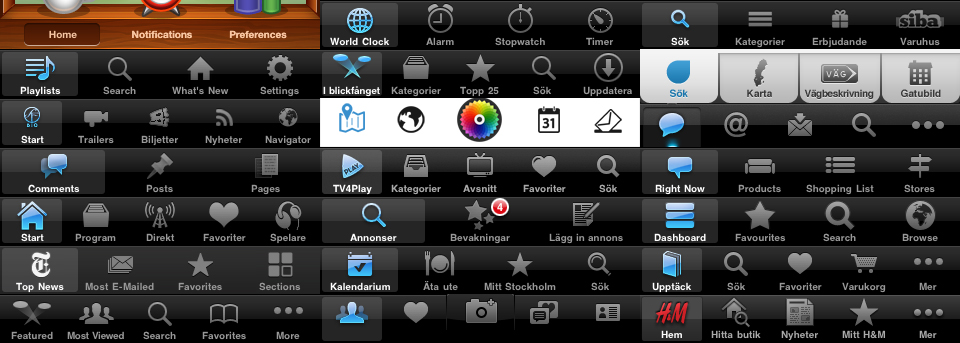 Home Notifications Preferences
World Clock Alarm Stopwatch Timer
siba
Sök Kategorier Erbjudande Varuhus
Playlists Search What's New Settings
I blickfånget Kategorier Topp 25 Sök Uppdatera
VÄG
Sök Karta Vägbeskrivning Gatubild
Start Trailers Biljetter Nyheter Navigator
31
@
Comments Posts Pages
PLAY
TV4Play Kategorier Avsnitt Favoriter Sök
Right Now Products Shopping List Stores
Start Program Direkt Favoriter Spelare
4
Annonser Bevakningar Lägg in annons
Dashboard Favourites Search Browse
T
Top News Most E-Mailed Favorites Sections
Kalendarium Äta ute Mitt Stockholm Sök
Upptäck Sök Favoriter Varukorg Mer
Featured Most Viewed Search Favorites More
H&M
Hem Hitta butik Nyheter Mitt H&M Mer